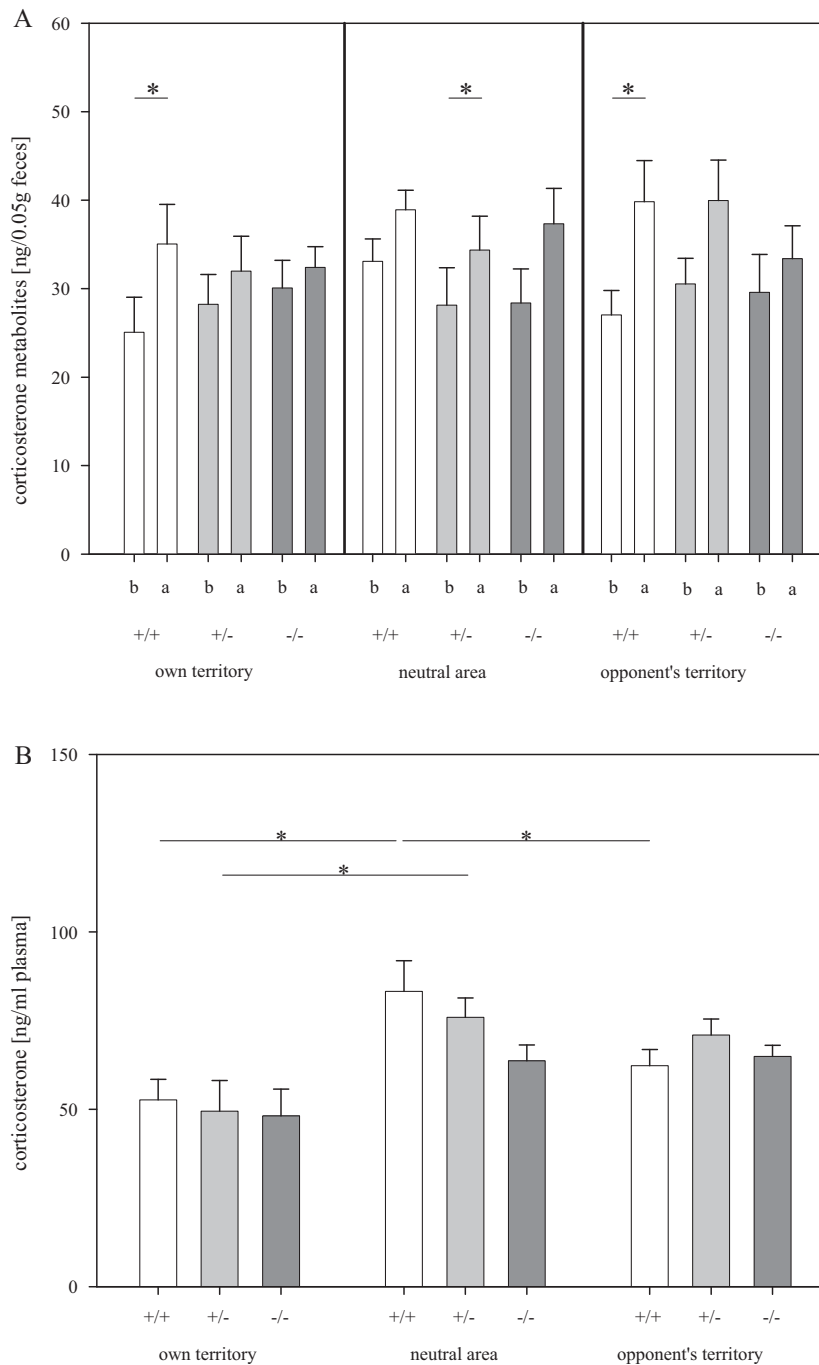 A
corticosterone metabolites [ng/0.05g feces]
60
50
40
30
20
10
0
* * *
b a b a b a b a b a b a b a b a b a
+/+ +/- -/- +/+ +/- -/- +/+ +/- -/-
own territory neutral area opponent's territory
B
corticosterone [ng/ml plasma]
150
100
50
0
* *
*
+/+ +/- -/- +/+ +/- -/- +/+ +/- -/-
own territory neutral area opponent's territory